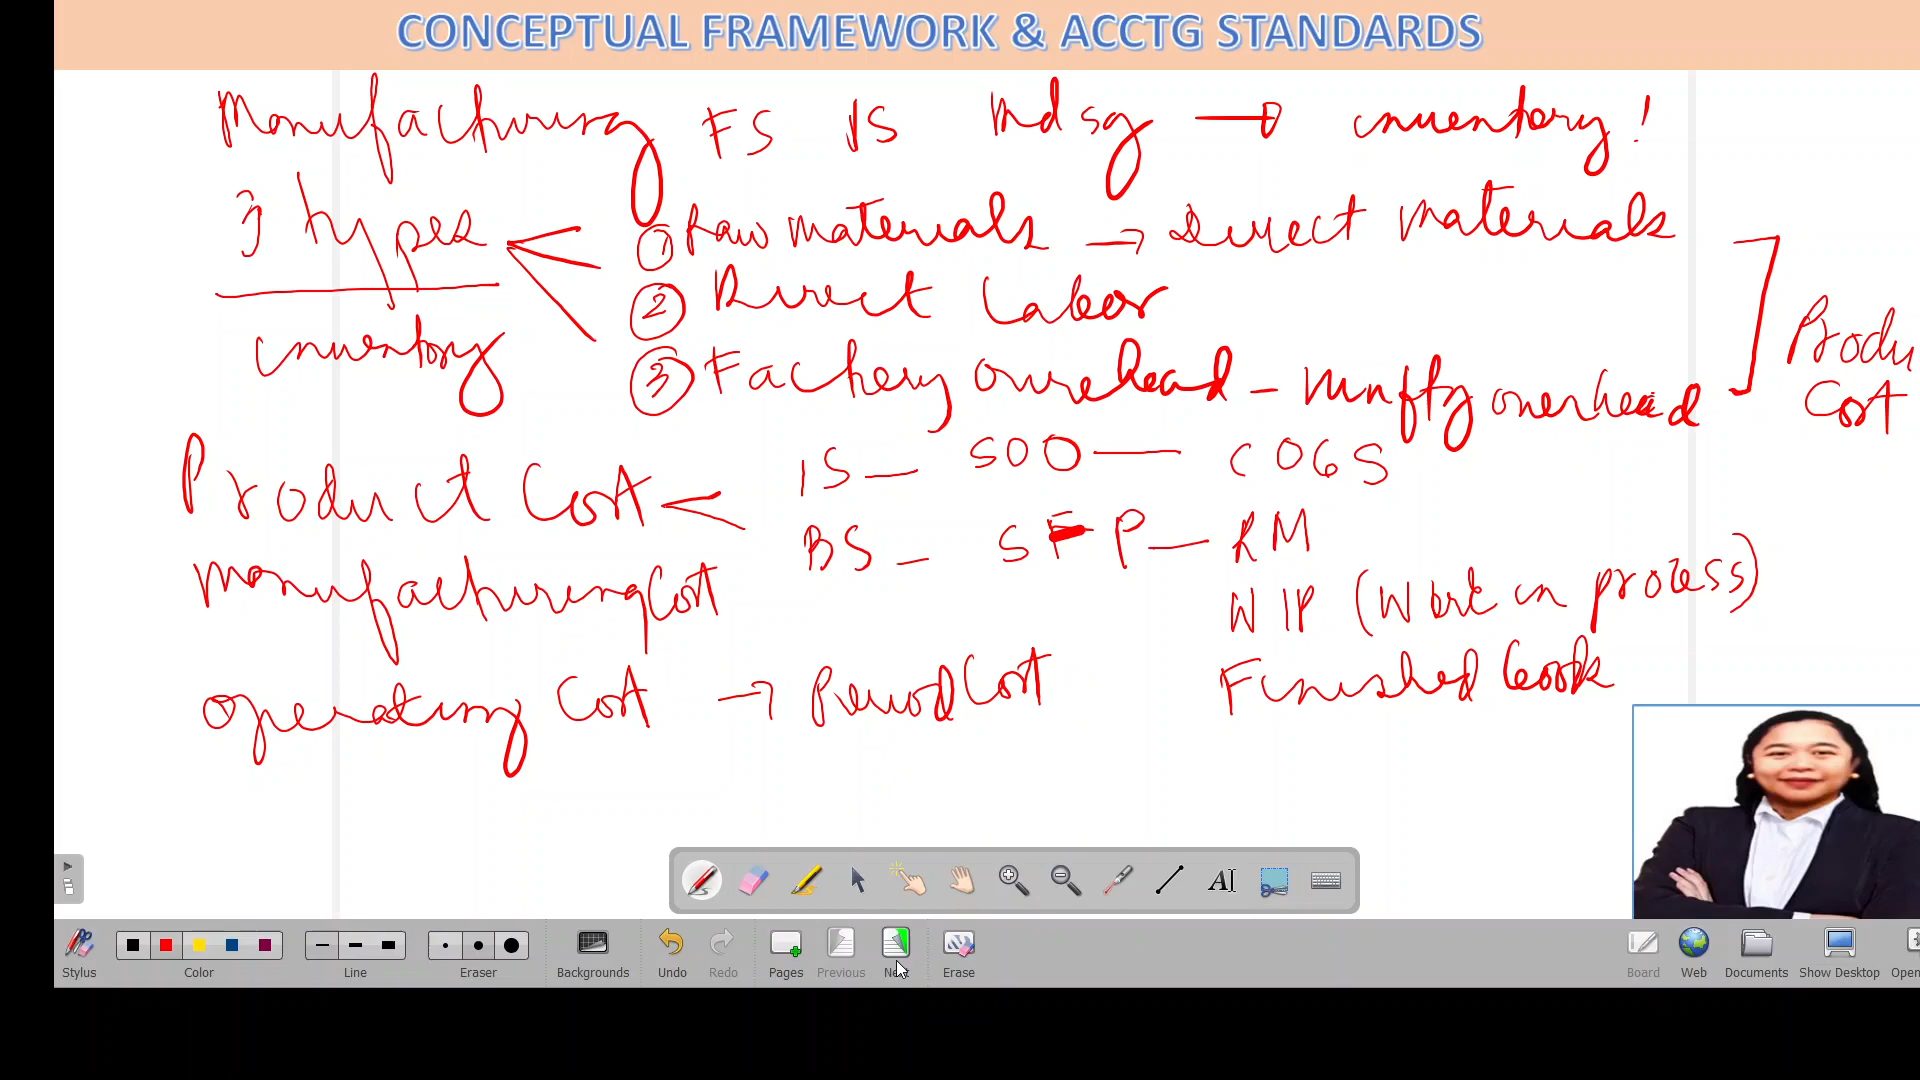 CONCEPTUAL FRAMEWORK & ACCTG STANDARDS
Manufacturing FS IS Mdsg → inventory!
3 types
inventory
① Raw materials → Direct materials
② Direct Labor
③ Factory overhead - Mnftg overhead
Produ
Cost
Product Cost
IS - SOO - COGS
BS - SFP - RM
WIP (Work in process)
Finished Goods
Manufacturing Cost
Operating Cost → Period Cost
Stylus
Color
Line
Eraser
Backgrounds
Undo
Redo
Pages
Previous
Erase
Board
Web
Documents
Show Desktop
Open